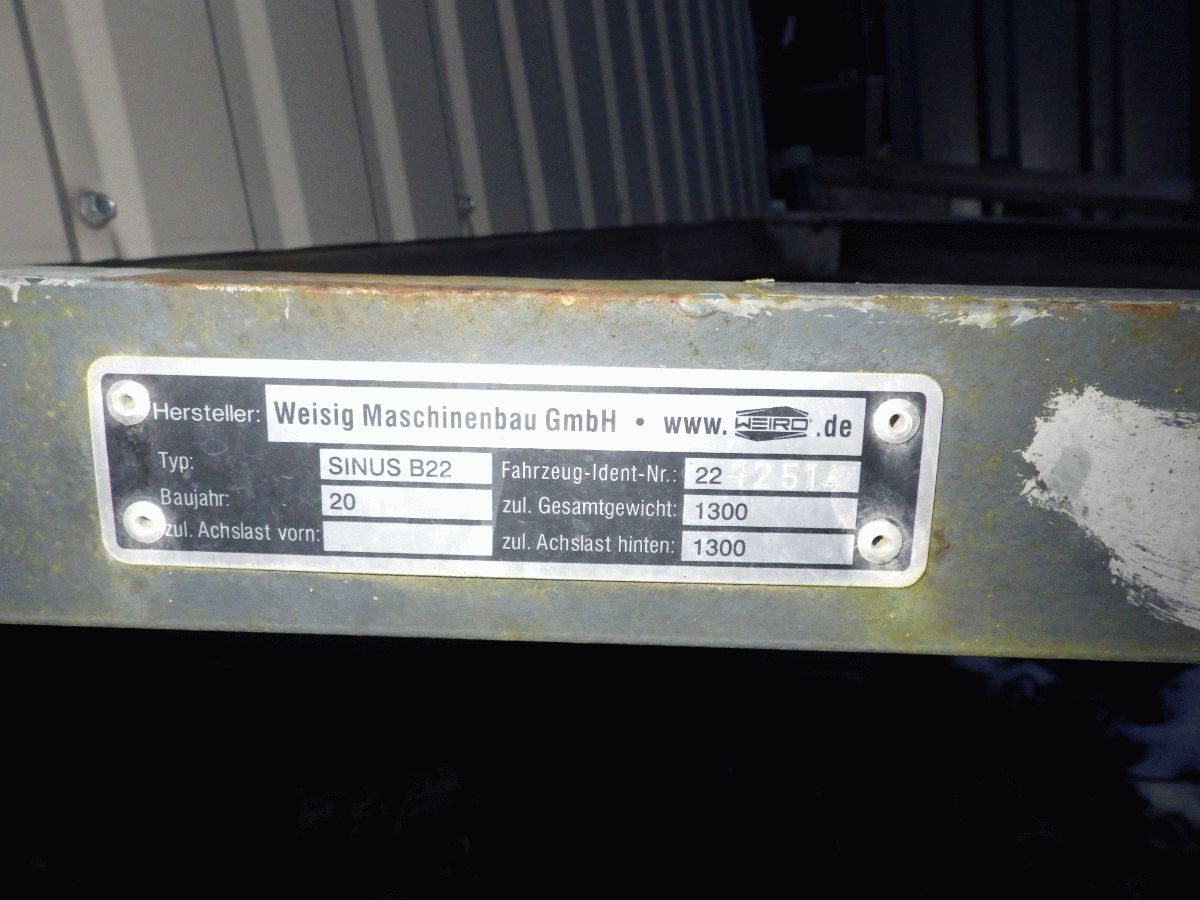 Hersteller: Weisig Maschinenbau GmbH • www.WEIRO.de
Typ: SINUS B22 Fahrzeug-Ident-Nr.: 22 12514
Baujahr: 20 zul. Gesamtgewicht: 1300
zul. Achslast vorn: zul. Achslast hinten: 1300